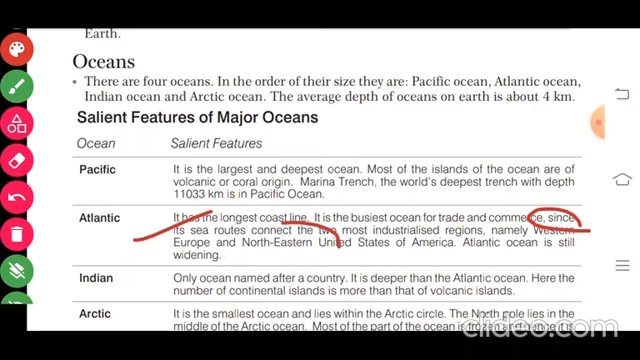 Earth.
Oceans
• There are four oceans. In the order of their size they are: Pacific ocean, Atlantic ocean,
Indian ocean and Arctic ocean. The average depth of oceans on earth is about 4 km.
Salient Features of Major Oceans
Ocean Salient Features
Pacific It is the largest and deepest ocean. Most of the islands of the ocean are of
volcanic or coral origin. Marina Trench, the world's deepest trench with depth
11033 km is in Pacific Ocean.
Atlantic It has the longest coast line. It is the busiest ocean for trade and commerce, since
its sea routes connect the two most industrialised regions, namely Western
Europe and North-Eastern United States of America. Atlantic ocean is still
widening.
Indian Only ocean named after a country. It is deeper than the Atlantic ocean. Here the
number of continental islands is more than that of volcanic islands.
Arctic It is the smallest ocean and lies within the Arctic circle. The North pole lies in
the middle of the Arctic ocean. Most of the part of the ocean is frozen and hence it is
clideo.com